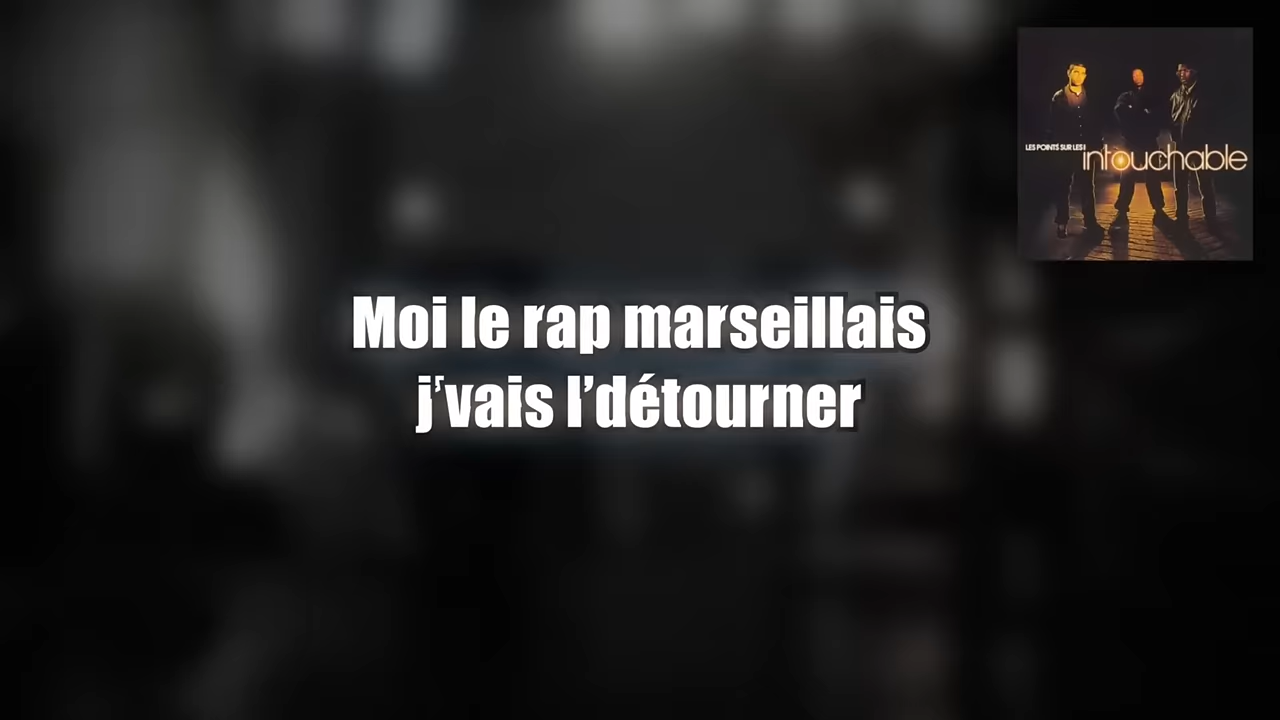 LES POINTS SUR LES I
intouchable
Moi le rap marseillais
j'vais l’détourner